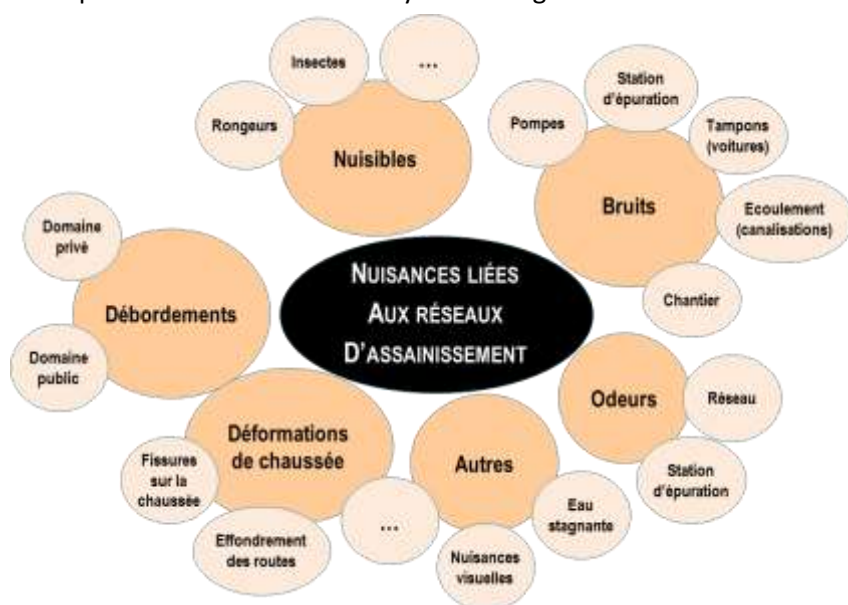 Insectes
...
Rongeurs
Nuisibles
Station
d'épuration
Pompes
Tampons
(voitures)
Bruits
Ecoulement
(canalisations)
Chantier
Domaine
privé
Débordements
Domaine
public
NUISANCES LIÉES
AUX RÉSEAUX
D'ASSAINISSEMENT
Odeurs
Réseau
Station
d'épuration
Déformations
de chaussée
Fissures
sur la
chaussée
Effondrement
des routes
...
Autres
Eau
stagnante
Nuisances
visuelles